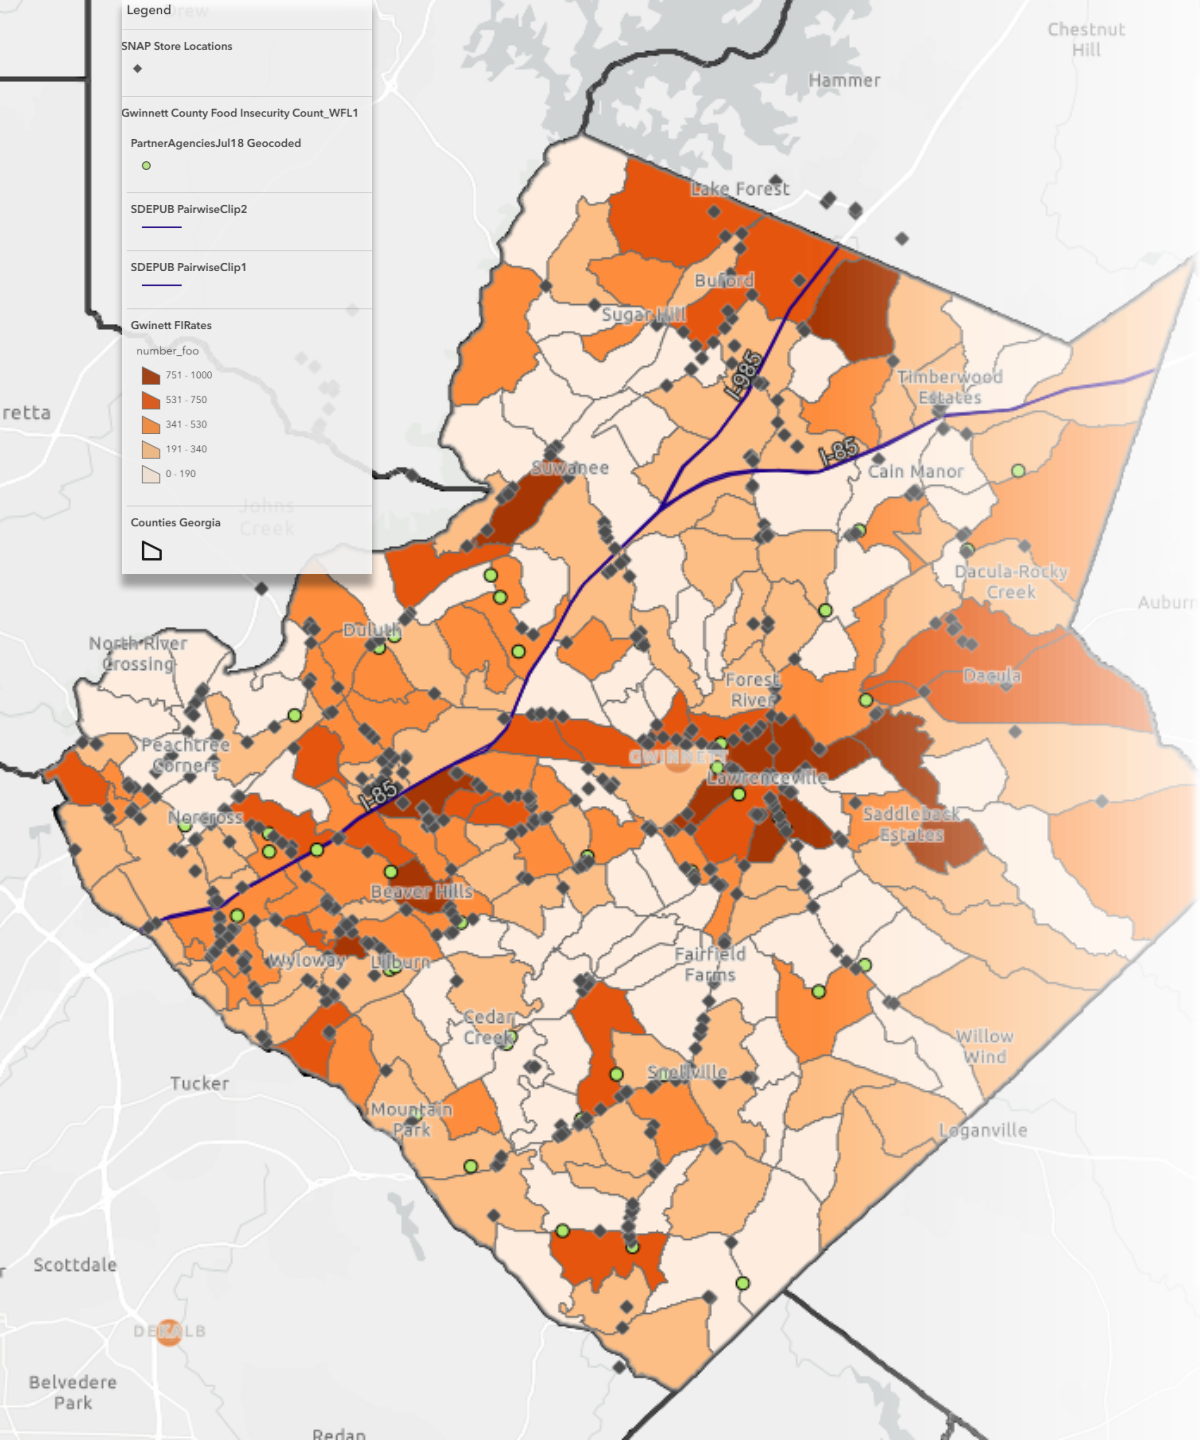 Legend
SNAP Store Locations
Gwinnett County Food Insecurity Count_WFL1
PartnerAgenciesJul18 Geocoded
SDEPUB PairwiseClip2
SDEPUB PairwiseClip1
Gwinett FIRates
number_foo
751 - 1000
531 - 750
341 - 530
191 - 340
0 - 190
Counties Georgia
Chestnut
Hill
Hammer
Lake Forest
Buford
Sugar Hill
I-985
Timberwood
Estates
retta
I-85
Suwanee
Cain Manor
Johns
Creek
Dacula-Rocky
Creek
Auburn
Duluth
North River
Crossing
Dacula
Forest
River
Peachtree
Corners
GWINNETT
Lawrenceville
I-85
Norcross
Saddleback
Estates
Beaver Hills
Wyloway
Lilburn
Fairfield
Farms
Cedar
Creek
Willow
Wind
Snellville
Tucker
Mountain
Park
Loganville
Scottdale
DEKALB
Belvedere
Park
Redan